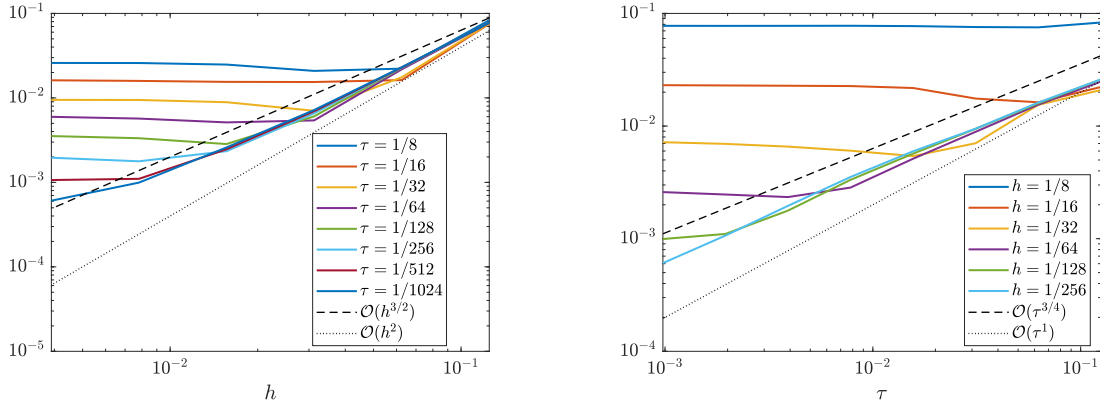 10^{-1}
10^{-2}
10^{-3}
10^{-4}
10^{-5}
10^{-2}
10^{-1}
h
τ = 1/8
τ = 1/16
τ = 1/32
τ = 1/64
τ = 1/128
τ = 1/256
τ = 1/512
τ = 1/1024
𝒪(h^{3/2})
𝒪(h^2)
10^{-1}
10^{-2}
10^{-3}
10^{-4}
10^{-3}
10^{-2}
10^{-1}
τ
h = 1/8
h = 1/16
h = 1/32
h = 1/64
h = 1/128
h = 1/256
𝒪(τ^{3/4})
𝒪(τ^1)